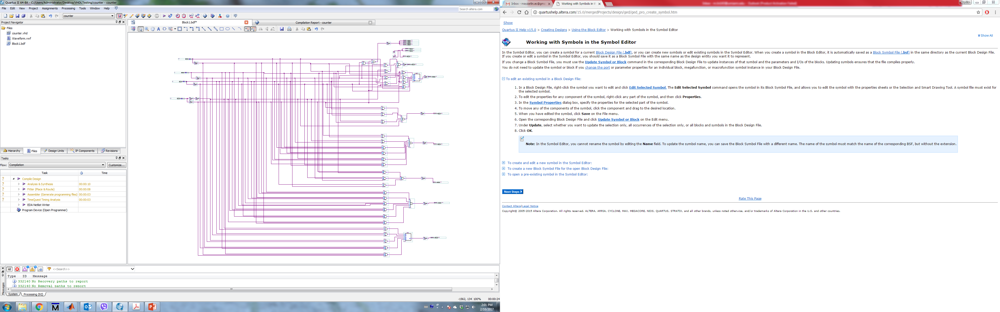 Quartus II 64-Bit - C:/Users/Administrator/Desktop/VHDLTesting/counter - counter
File Edit View Project Assignments Processing Tools Window Help
Search altera.com
counter
Project Navigator
Files
counter.vhd
Waveform.vwf
Block1.bdf
Hierarchy Files Design Units IP Components Revisions
Tasks
Flow: Compilation Customize...
Task Time
Compile Design
Analysis & Synthesis 00:00:10
Fitter (Place & Route) 00:00:08
Assembler (Generate programming files) 00:00:03
TimeQuest Timing Analysis 00:00:03
EDA Netlist Writer
Program Device (Open Programmer)
Block1.bdf*
Compilation Report - counter
All <<Search>>
Type ID Message
332140 No Recovery paths to report
332140 No Removal paths to report
Messages
System Processing (92)
-1562, 134 100% 00:00:24
2:01 PM
2/10/2017
Inbox - mayzarlin.ec@gma
Working with Symbols in th
quartushelp.altera.com/15.0/mergedProjects/design/ged/ged_pro_create_symbol.htm
Show
Quartus II Help v15.0 > Creating Designs > Using the Block Editor > Working with Symbols in the Symbol Editor
Show All
Working with Symbols in the Symbol Editor
In the Symbol Editor, you can create a symbol for a current Block Design File (.bdf), or you can create new symbols or edit existing symbols in the Symbol Editor. When you create a symbol in the Block Editor, it is automatically saved as a Block Symbol File (.bsf) in the same directory as the current Block Design File.
If you create or edit a symbol in the Symbol Editor, you should save it as a Block Symbol File with the same name as the design entity you want it to represent.
If you change a Block Symbol File, you must use the Update Symbol or Block command in the corresponding Block Design File to update instances of that symbol and the parameters and I/Os of the blocks. Updating symbols ensures that the file compiles properly.
You do not need to update the symbol or block if you change the port or parameter properties for an individual block, megafunction, or macrofunction symbol instance in your Block Design File.
To edit an existing symbol in a Block Design File:
1. In a Block Design File, right-click the symbol you want to edit and click Edit Selected Symbol. The Edit Selected Symbol command opens the symbol in its Block Symbol File, and allows you to edit the symbol with the properties sheets or the Selection and Smart Drawing Tool. A symbol file must exist for
the selected symbol.
2. To edit the properties for any component of the symbol, right-click any part of the symbol, and then click Properties.
3. In the Symbol Properties dialog box, specify the properties for the selected part of the symbol.
4. To move any of the components of the symbol, click the component and drag to the desired location.
5. When you have edited the symbol, click Save on the File menu.
6. Open the corresponding Block Design File and click Update Symbol or Block on the Edit menu.
7. Under Update, select whether you want to update the selection only, all occurrences of the selection only, or all blocks and symbols in the Block Design File.
8. Click OK.
Note: In the Symbol Editor, you cannot rename the symbol by editing the Name field. To update the symbol name, you can save the Block Symbol File with a different name. The name of the symbol must match the name of the corresponding BSF, but without the extension.
To create and edit a new symbol in the Symbol Editor:
To create a new Block Symbol File for the open Block Design File:
To open a pre-existing symbol in the Symbol Editor:
Next Steps
Rate This Page
Contact Altera|Legal Notice
Copyright© 2005-2015 Altera Corporation. All rights reserved. ALTERA, ARRIA, CYCLONE, MAX, MEGACORE, NIOS, QUARTUS, STRATIX, and all other brands, unless noted otherwise, and/or trademarks of Altera Corporation in the U.S. and other countries.